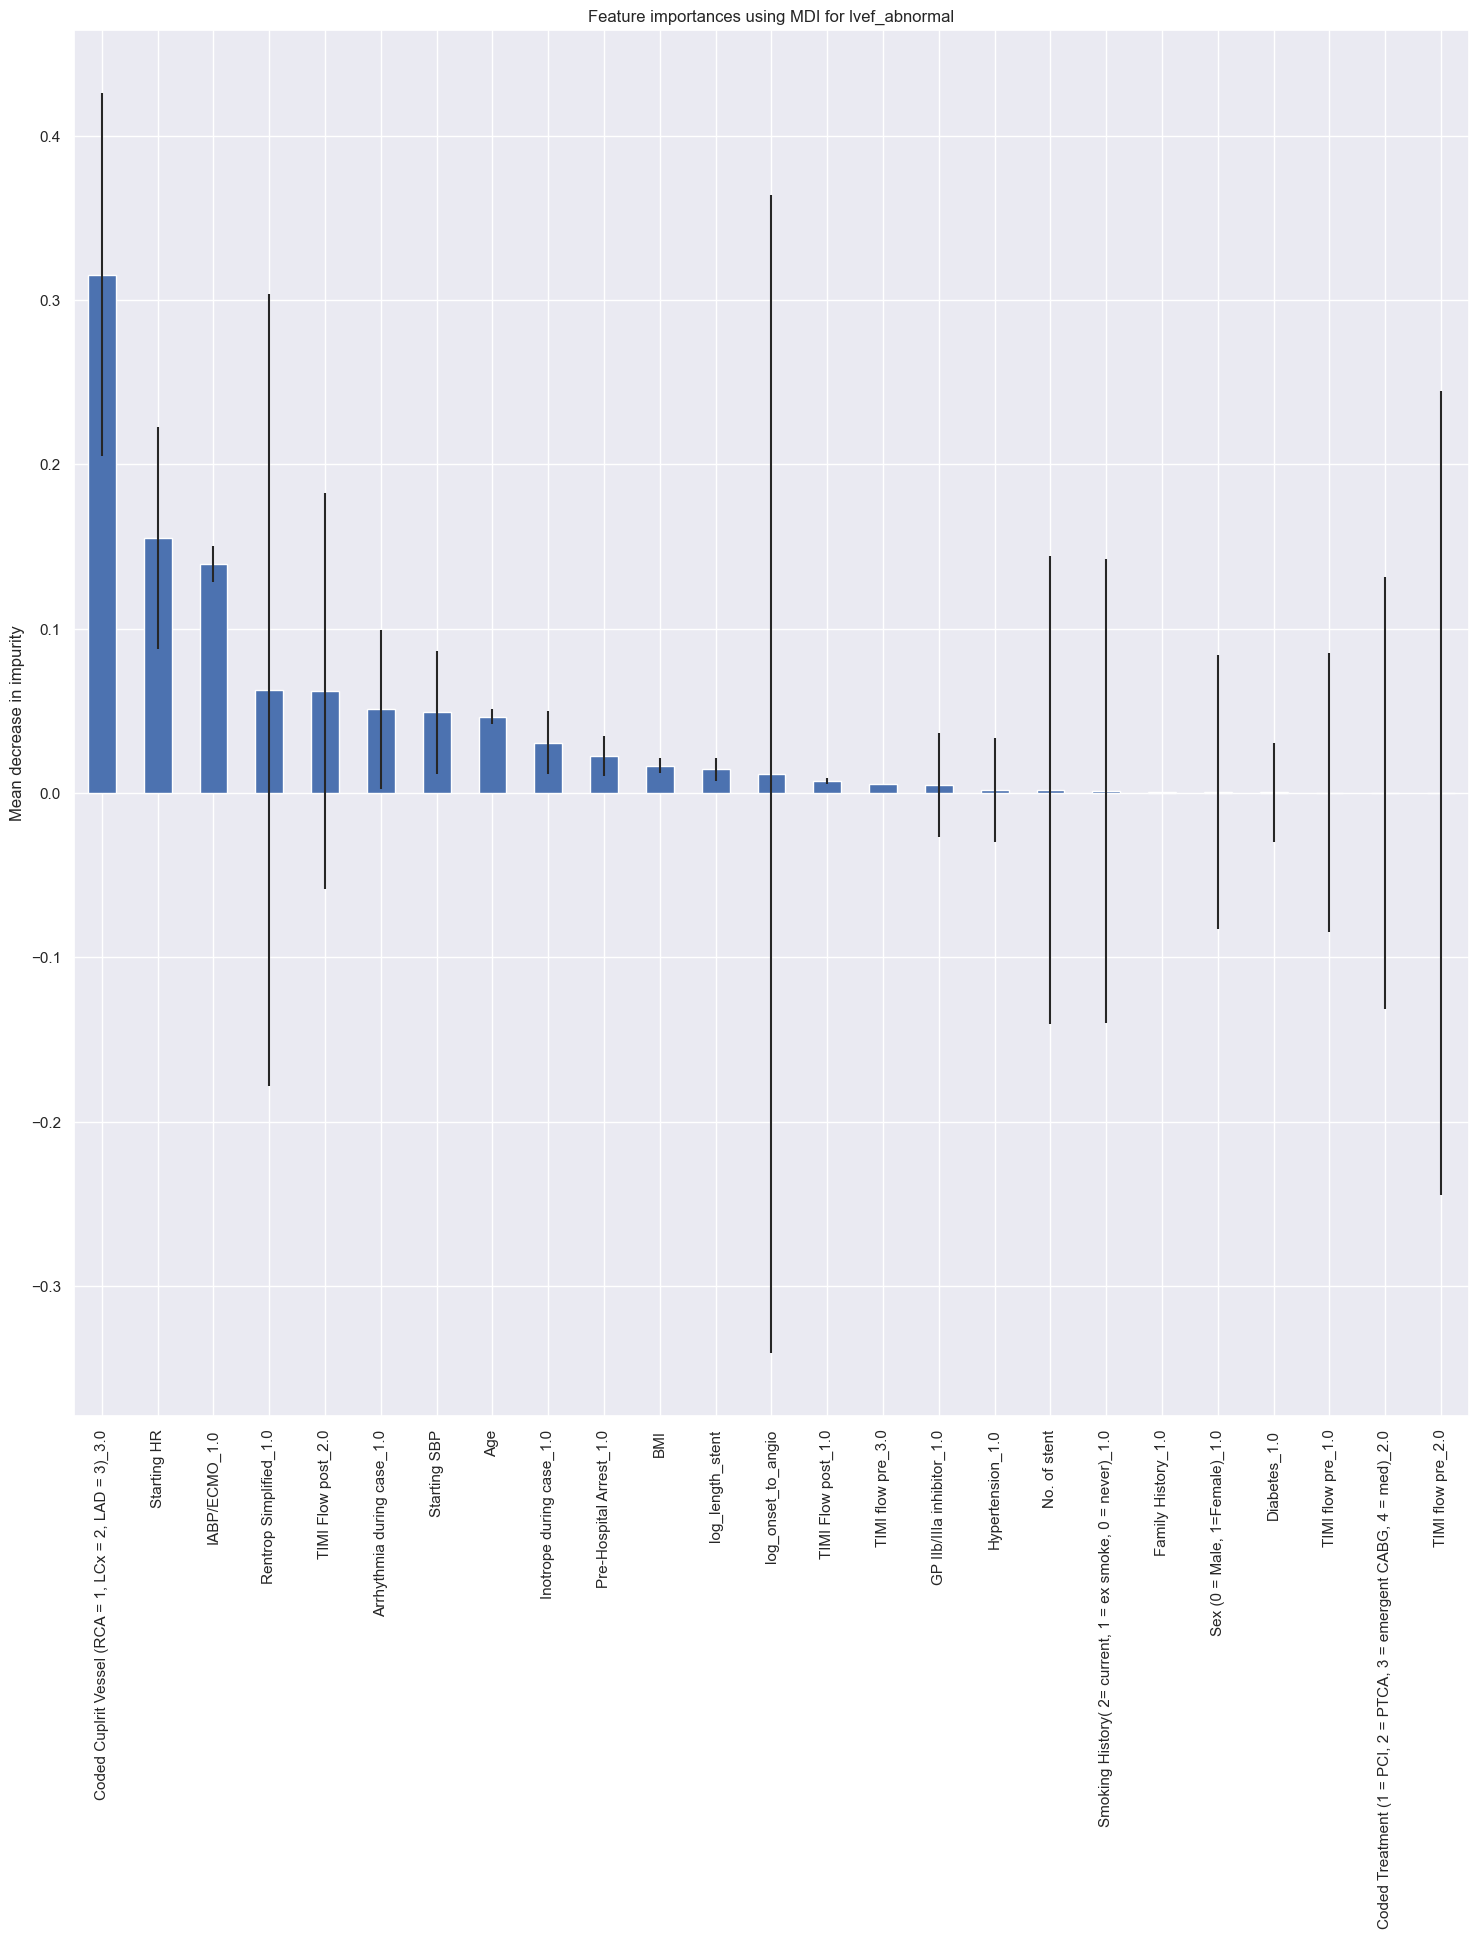 Feature importances using MDI for lvef_abnormal
Mean decrease in impurity
0.4
0.3
0.2
0.1
0.0
−0.1
−0.2
−0.3
Coded Cuplrit Vessel (RCA = 1, LCx = 2, LAD = 3)_3.0
Starting HR
IABP/ECMO_1.0
Rentrop Simplified_1.0
TIMI Flow post_2.0
Arrhythmia during case_1.0
Starting SBP
Age
Inotrope during case_1.0
Pre-Hospital Arrest_1.0
BMI
log_length_stent
log_onset_to_angio
TIMI Flow post_1.0
TIMI flow pre_3.0
GP IIb/IIIa inhibitor_1.0
Hypertension_1.0
No. of stent
Smoking History( 2= current, 1 = ex smoke, 0 = never)_1.0
Family History_1.0
Sex (0 = Male, 1=Female)_1.0
Diabetes_1.0
TIMI flow pre_1.0
Coded Treatment (1 = PCI, 2 = PTCA, 3 = emergent CABG, 4 = med)_2.0
TIMI flow pre_2.0